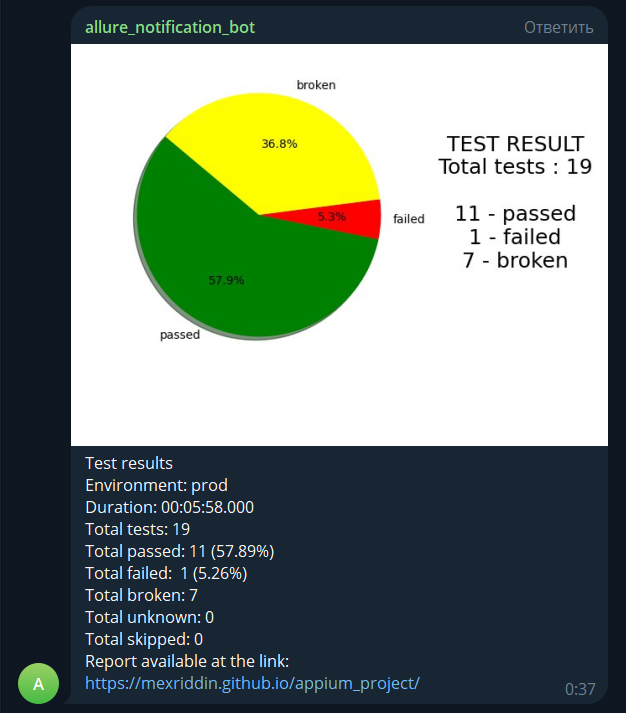 allure_notification_bot
Ответить
broken
36.8%
5.3%
failed
57.9%
passed
TEST RESULT
Total tests : 19
11 - passed
1 - failed
7 - broken
Test results
Environment: prod
Duration: 00:05:58.000
Total tests: 19
Total passed: 11 (57.89%)
Total failed:  1 (5.26%)
Total broken: 7
Total unknown: 0
Total skipped: 0
Report available at the link:
https://mexriddin.github.io/appium_project/
A
0:37